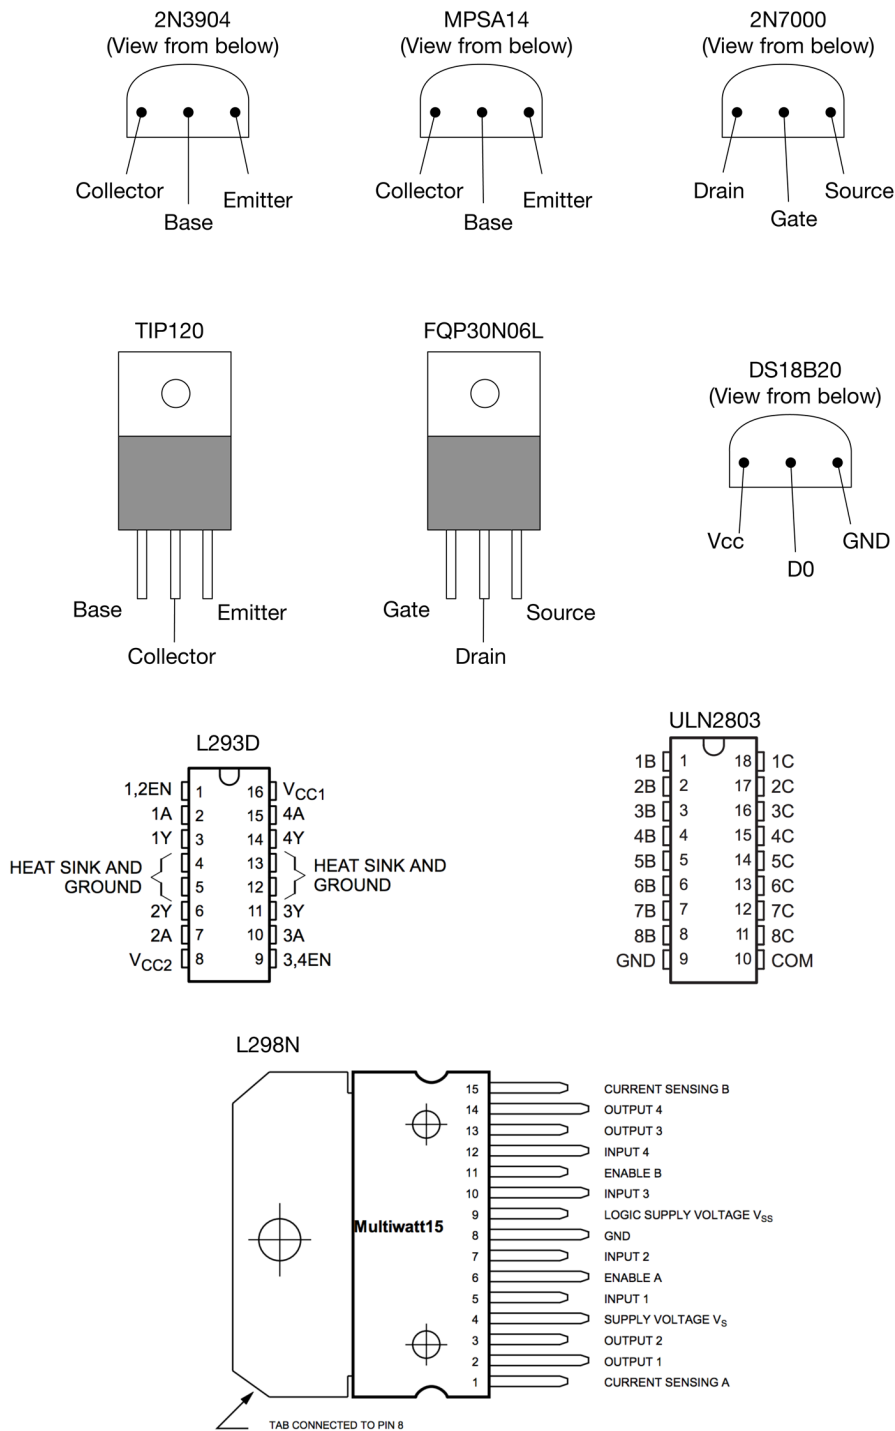 2N3904
(View from below)
Collector
Base
Emitter
MPSA14
(View from below)
Collector
Base
Emitter
2N7000
(View from below)
Drain
Gate
Source
TIP120
Base
Emitter
Collector
FQP30N06L
Gate
Source
Drain
DS18B20
(View from below)
Vcc
GND
D0
L293D
1,2EN 1 16 VCC1
1A 2 15 4A
1Y 3 14 4Y
HEAT SINK AND
GROUND
4 13
5 12
HEAT SINK AND
GROUND
2Y 6 11 3Y
2A 7 10 3A
VCC2 8 9 3,4EN
ULN2803
1B 1 18 1C
2B 2 17 2C
3B 3 16 3C
4B 4 15 4C
5B 5 14 5C
6B 6 13 6C
7B 7 12 7C
8B 8 11 8C
GND 9 10 COM
L298N
Multiwatt15
15 CURRENT SENSING B
14 OUTPUT 4
13 OUTPUT 3
12 INPUT 4
11 ENABLE B
10 INPUT 3
9 LOGIC SUPPLY VOLTAGE VSS
8 GND
7 INPUT 2
6 ENABLE A
5 INPUT 1
4 SUPPLY VOLTAGE VS
3 OUTPUT 2
2 OUTPUT 1
1 CURRENT SENSING A
TAB CONNECTED TO PIN 8